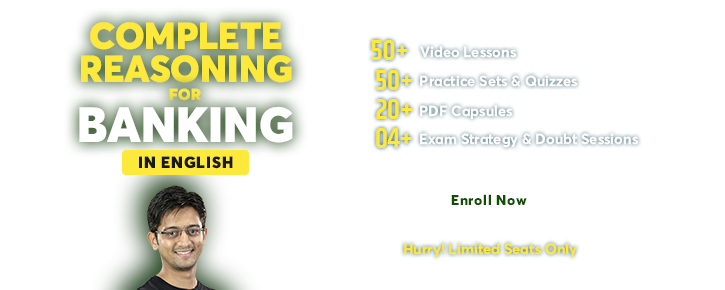 COMPLETE
REASONING
FOR
BANKING
IN ENGLISH
50+ Video Lessons
50+ Practice Sets & Quizzes
20+ PDF Capsules
04+ Exam Strategy & Doubt Sessions
Enroll Now
Hurry! Limited Seats Only